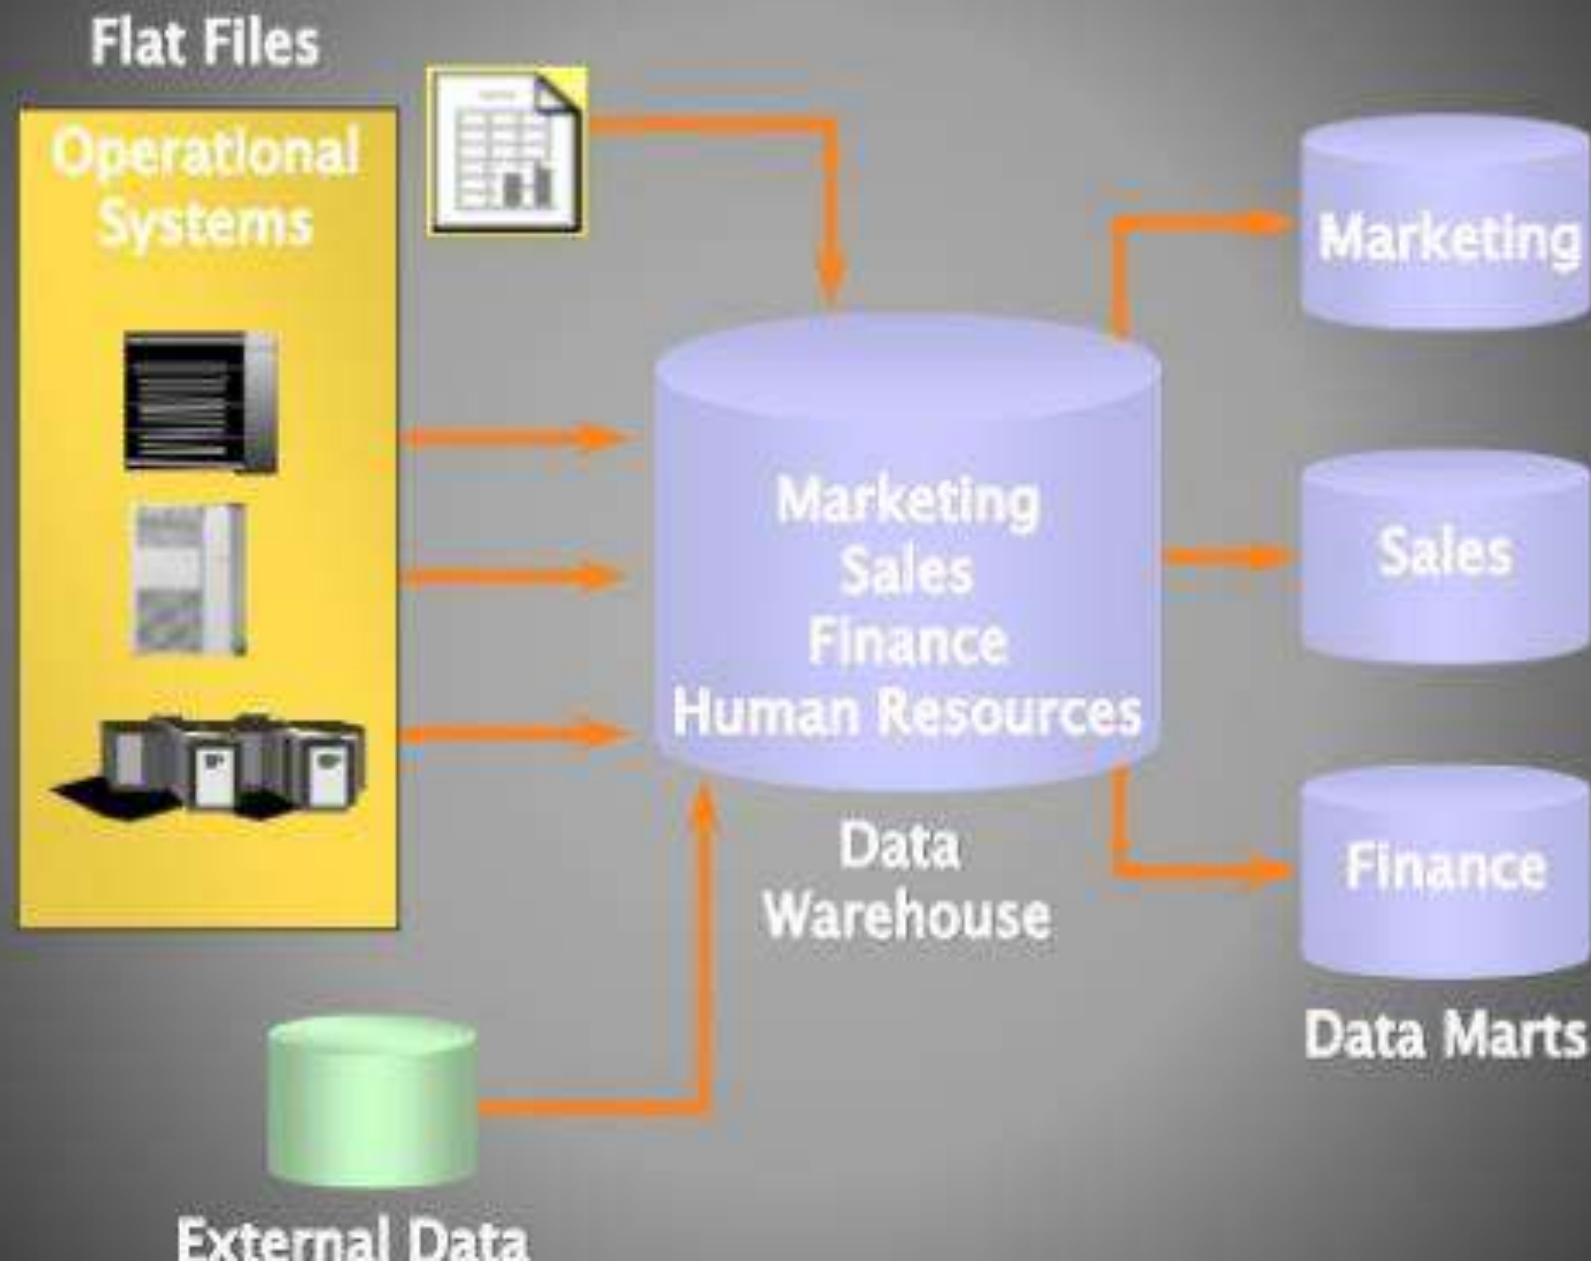 Flat Files
Operational
Systems
Marketing
Marketing
Sales
Finance
Human Resources
Sales
Data
Warehouse
Finance
Data Marts
External Data